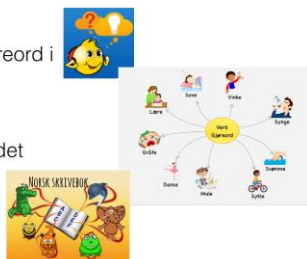 reord i
Sove
Vinke
Lære
Synge
Verb
Gjøreord
Gråte
det
Svømme
Danse
Male
Sykle
NORSK SKRIVEBOK